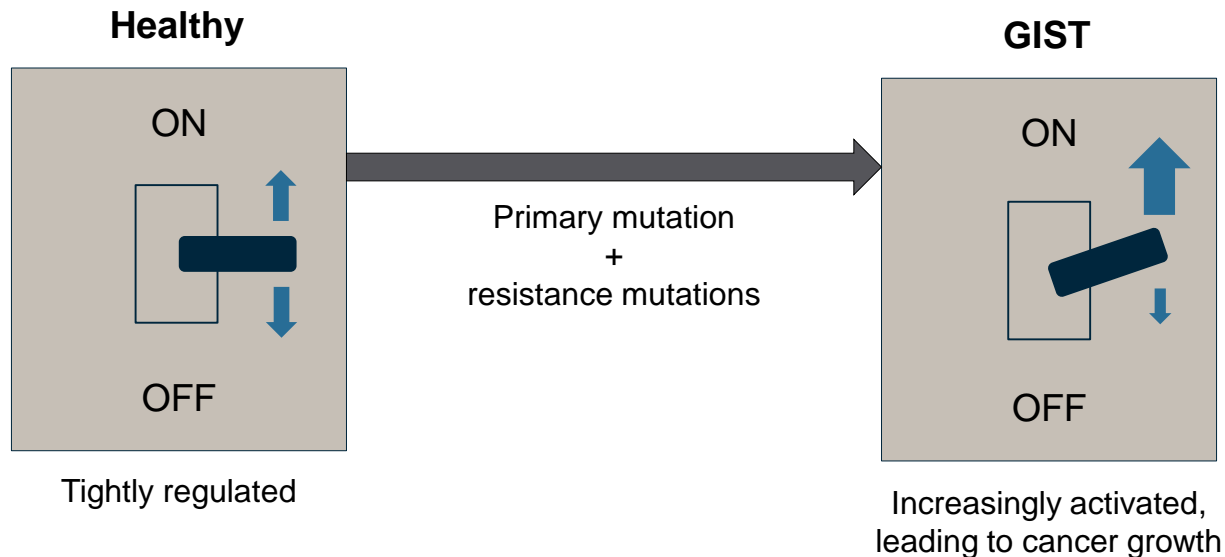 Healthy
ON
OFF
Tightly regulated
Primary mutation
+
resistance mutations
GIST
ON
OFF
Increasingly activated,
leading to cancer growth